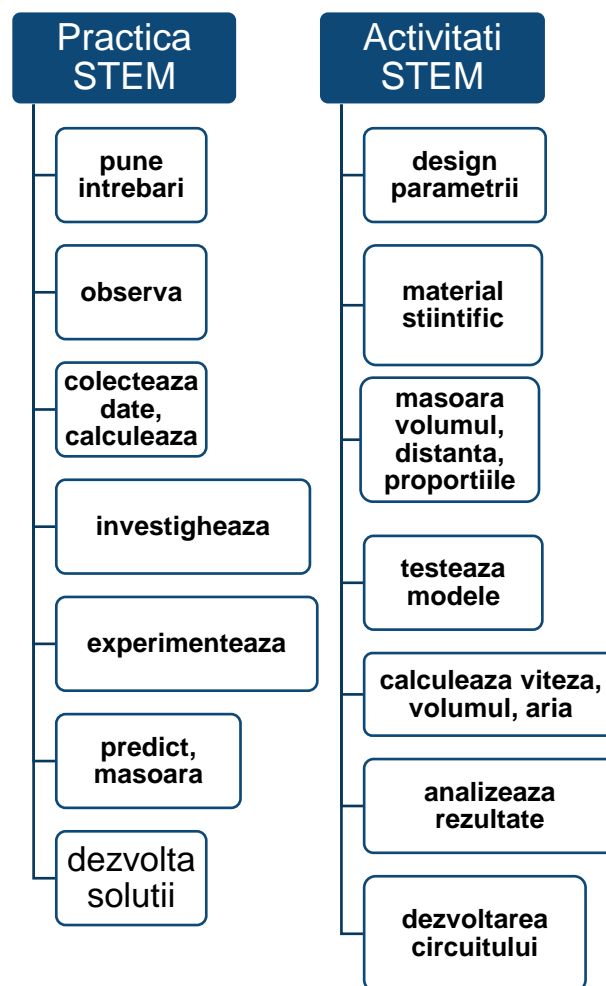 Practica
STEM
pune
intrebari
observa
colecteaza
date,
calculeaza
investigheaza
experimenteaza
predict,
masoara
dezvolta
solutii
Activitati
STEM
design
parametrii
material
stiintific
masoara
volumul,
distanta,
proportiile
testeaza
modele
calculeaza viteza,
volumul, aria
analizeaza
rezultate
dezvoltarea
circuitului